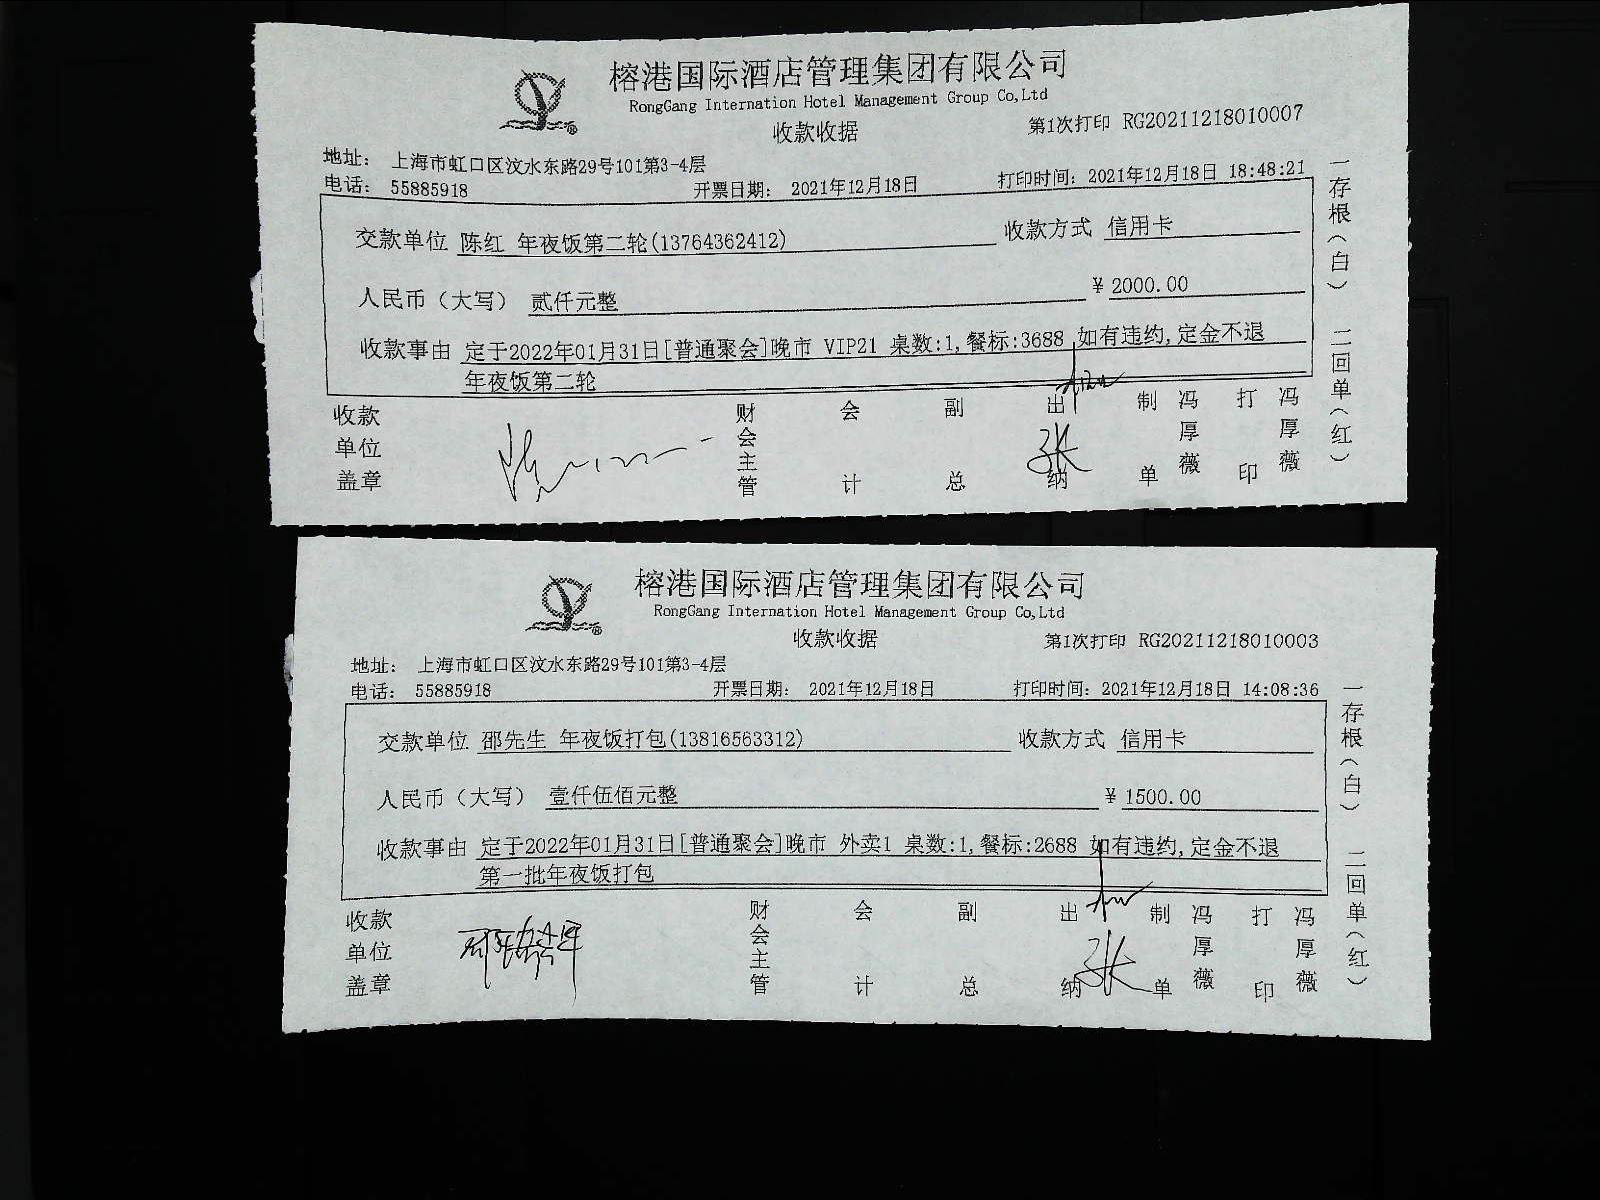 榕港国际酒店管理集团有限公司
RongGang Internation Hotel Management Group Co,Ltd
收款收据
第1次打印 RG20211218010007
地址： 上海市虹口区汶水东路29号101第3-4层
电话： 55885918 开票日期： 2021年12月18日 打印时间：2021年12月18日 18:48:21
交款单位 陈红 年夜饭第二轮(13764362412) 收款方式 信用卡
人民币（大写） 贰仟元整 ￥2000.00
收款事由 定于2022年01月31日[普通聚会]晚市 VIP21 桌数:1,餐标:3688 如有违约,定金不退
年夜饭第二轮
收款单位盖章 财会主管 会计 副总 出纳 张 制单 冯厚薇 打印 冯厚薇
一存根（白） 二回单（红）
榕港国际酒店管理集团有限公司
RongGang Internation Hotel Management Group Co,Ltd
收款收据
第1次打印 RG20211218010003
地址： 上海市虹口区汶水东路29号101第3-4层
电话： 55885918 开票日期： 2021年12月18日 打印时间：2021年12月18日 14:08:36
交款单位 邵先生 年夜饭打包(13816563312) 收款方式 信用卡
人民币（大写） 壹仟伍佰元整 ￥1500.00
收款事由 定于2022年01月31日[普通聚会]晚市 外卖1 桌数:1,餐标:2688 如有违约,定金不退
第一批年夜饭打包
收款单位盖章 财会主管 会计 副总 出纳 张 制单 冯厚薇 打印 冯厚薇
一存根（白） 二回单（红）